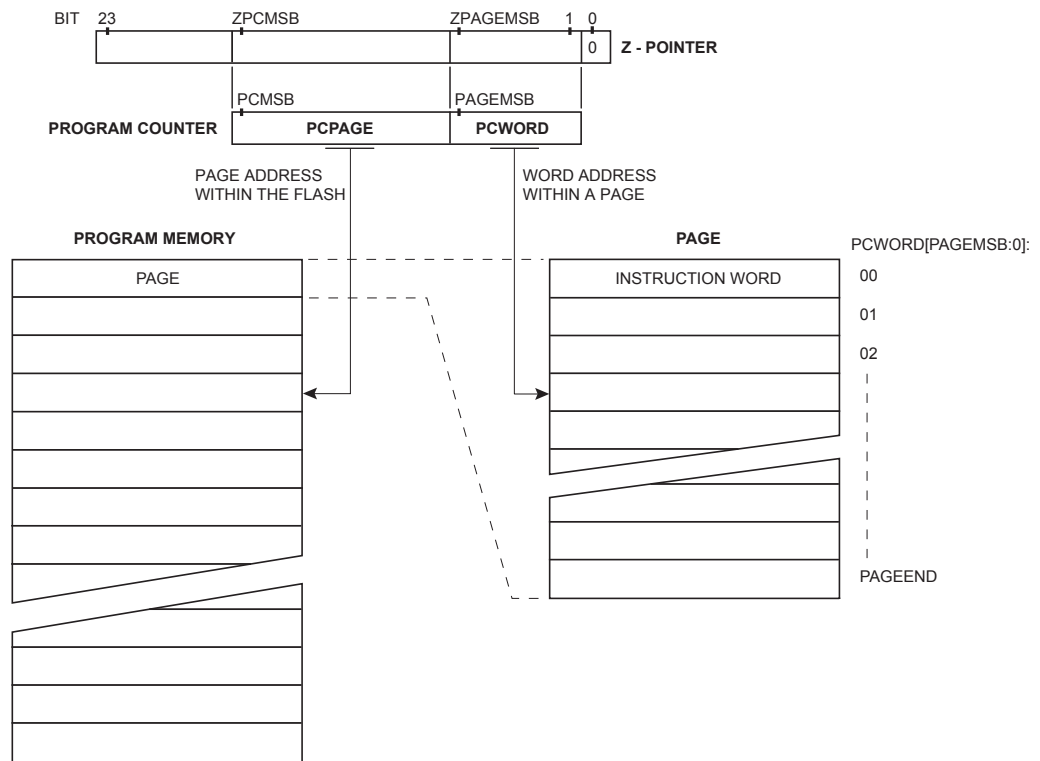 BIT 23 ZPCMSB ZPAGEMSB 1 0
0 Z - POINTER
PCMSB PAGEMSB
PROGRAM COUNTER PCPAGE PCWORD
PAGE ADDRESS
WITHIN THE FLASH
WORD ADDRESS
WITHIN A PAGE
PROGRAM MEMORY
PAGE
PAGE
INSTRUCTION WORD
PCWORD[PAGEMSB:0]:
00
01
02
PAGEEND